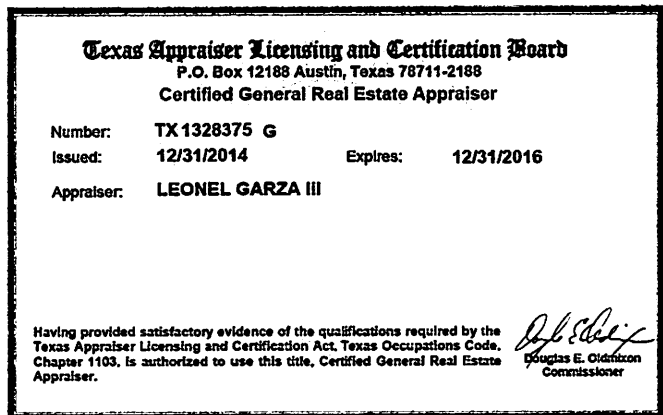 Texas Appraiser Licensing and Certification Board
P.O. Box 12188 Austin, Texas 78711-2188
Certified General Real Estate Appraiser
Number: TX 1328375 G
Issued: 12/31/2014 Expires: 12/31/2016
Appraiser: LEONEL GARZA III
Having provided satisfactory evidence of the qualifications required by the
Texas Appraiser Licensing and Certification Act, Texas Occupations Code,
Chapter 1103, is authorized to use this title, Certified General Real Estate
Appraiser.
Douglas E. Oldmixon
Commissioner